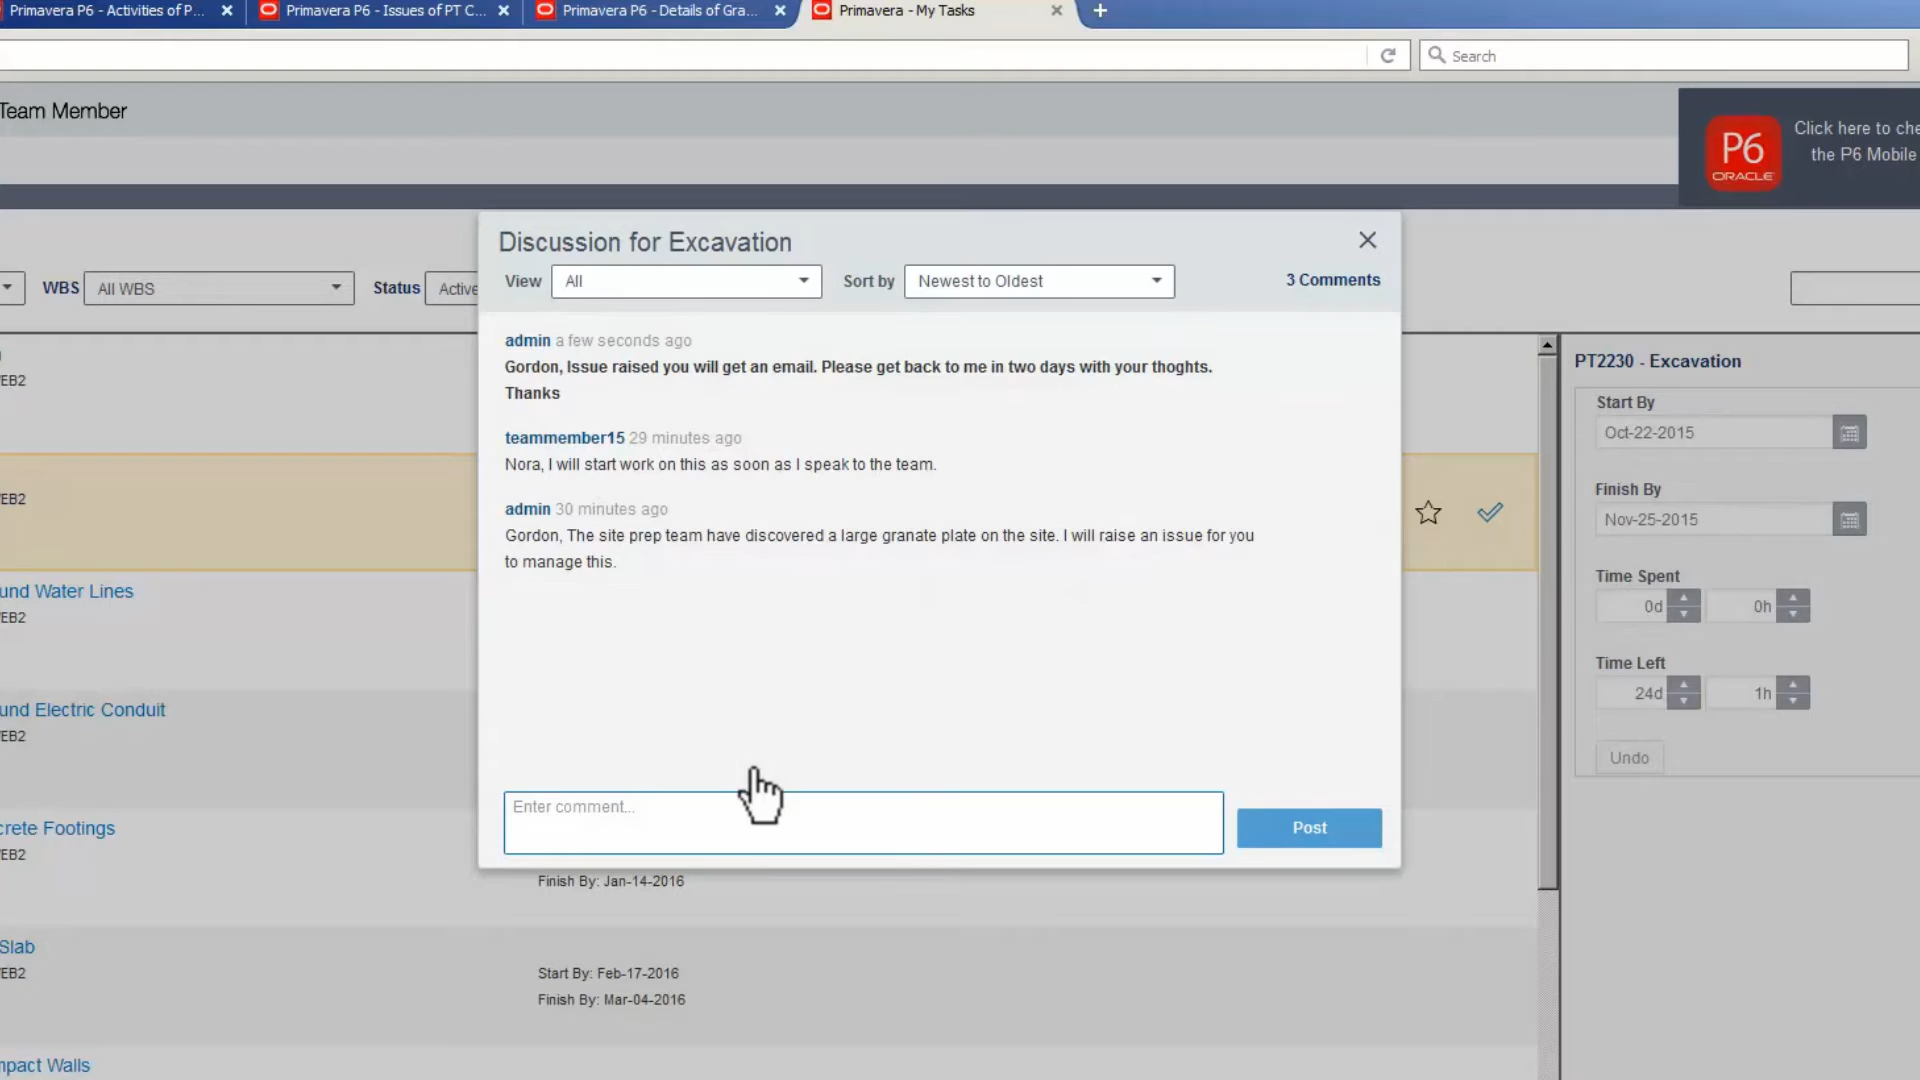 Primavera P6 - Activities of P...
Primavera P6 - Issues of PT C...
Primavera P6 - Details of Gra...
Primavera - My Tasks
Search
Team Member
P6
ORACLE
Click here to che
the P6 Mobile
WBS
All WBS
Status
Active
Discussion for Excavation
View
All
Sort by
Newest to Oldest
3 Comments
admin a few seconds ago
Gordon, Issue raised you will get an email. Please get back to me in two days with your thoghts.
Thanks
teammember15 29 minutes ago
Nora, I will start work on this as soon as I speak to the team.
admin 30 minutes ago
Gordon, The site prep team have discovered a large granate plate on the site. I will raise an issue for you
to manage this.
Enter comment...
Post
EB2
EB2
und Water Lines
EB2
und Electric Conduit
EB2
crete Footings
EB2
Finish By: Jan-14-2016
Slab
EB2
Start By: Feb-17-2016
Finish By: Mar-04-2016
mpact Walls
PT2230 - Excavation
Start By
Oct-22-2015
Finish By
Nov-25-2015
Time Spent
0d
0h
Time Left
24d
1h
Undo